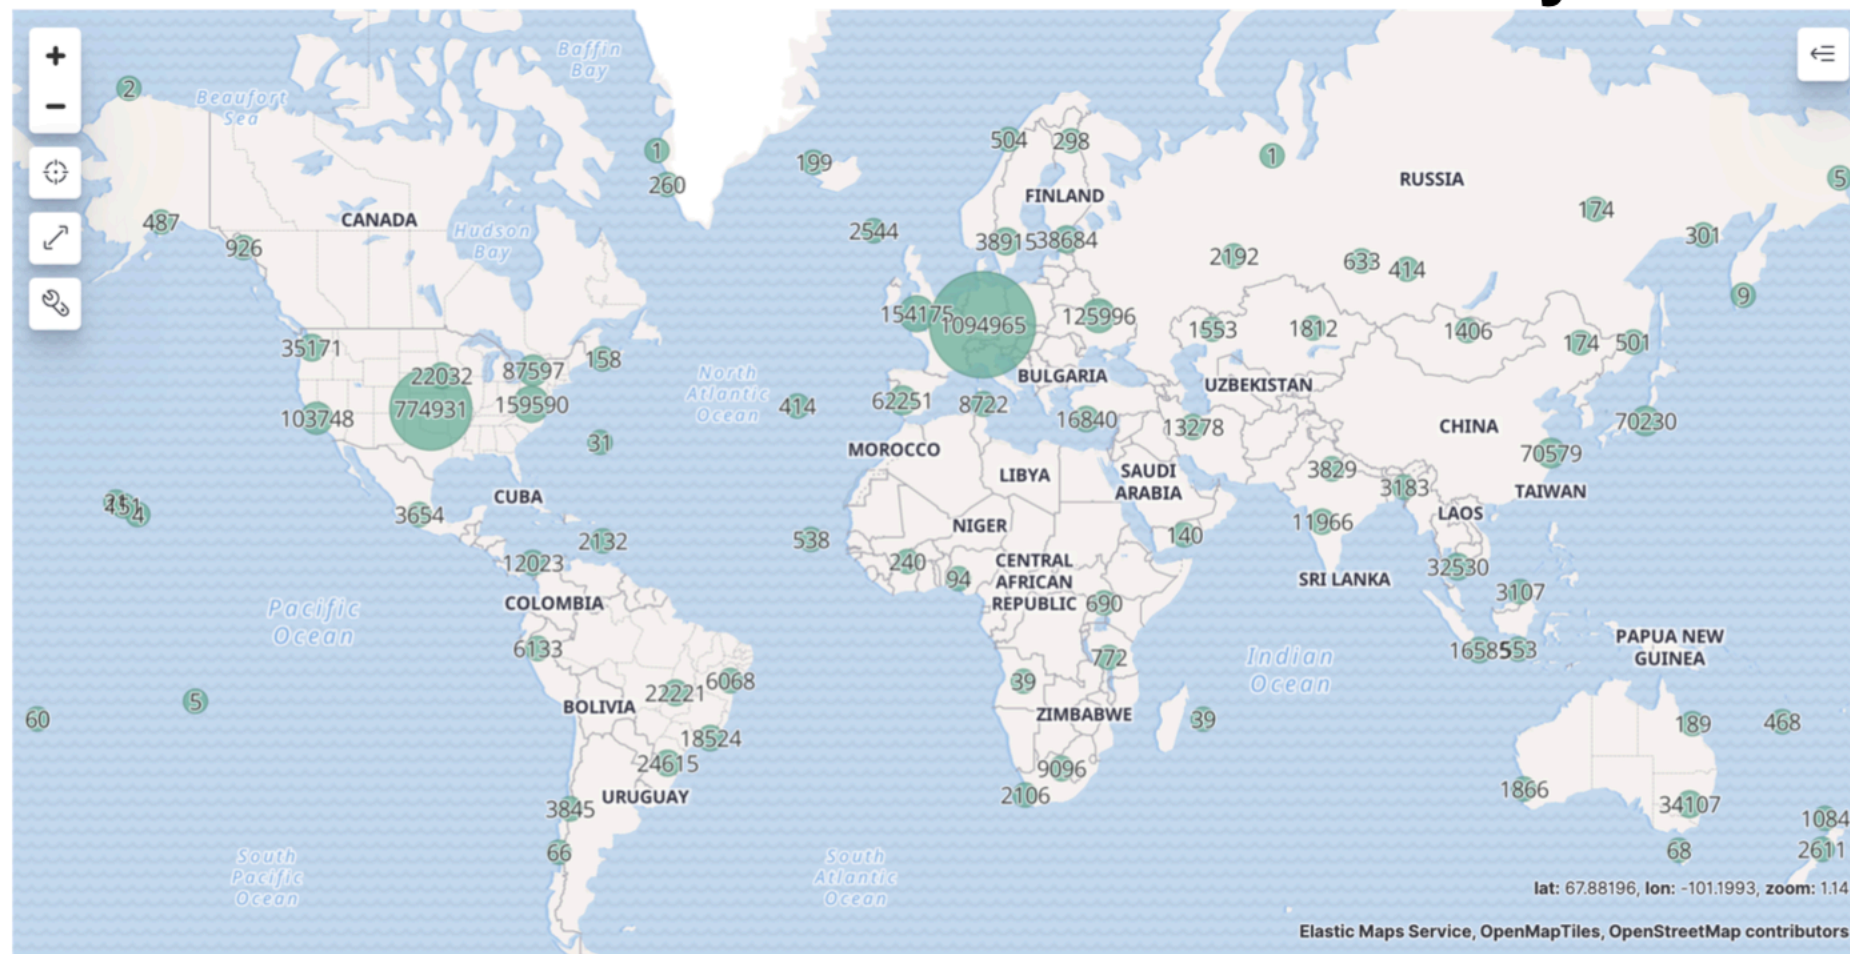 Baffin
Bay
2
Beaufort
Sea
1
504
298
1
199
RUSSIA
5
260
FINLAND
174
487
CANADA
926
Hudson
Bay
2544
38915
38684
301
2192
633
414
9
154175
1094965
125996
1553
1812
1406
174
501
35171
158
22032
87597
North
Atlantic
Ocean
BULGARIA
UZBEKISTAN
774931
159590
414
62251
8722
103748
16840
13278
CHINA
70230
31
MOROCCO
70579
LIBYA
SAUDI
ARABIA
3829
3183
TAIWAN
4
CUBA
3654
LAOS
NIGER
11966
2132
538
140
12023
240
CENTRAL
AFRICAN
REPUBLIC
94
32530
SRI LANKA
3107
COLOMBIA
690
Pacific
Ocean
6133
772
Indian
Ocean
16585
553
PAPUA NEW
GUINEA
6068
22221
39
5
BOLIVIA
ZIMBABWE
39
60
189
468
18524
24615
9096
2106
1866
URUGUAY
3845
34107
1084
66
68
2611
South
Pacific
Ocean
South
Atlantic
Ocean
lat: 67.88196, lon: -101.1993, zoom: 1.14
Elastic Maps Service, OpenMapTiles, OpenStreetMap contributors